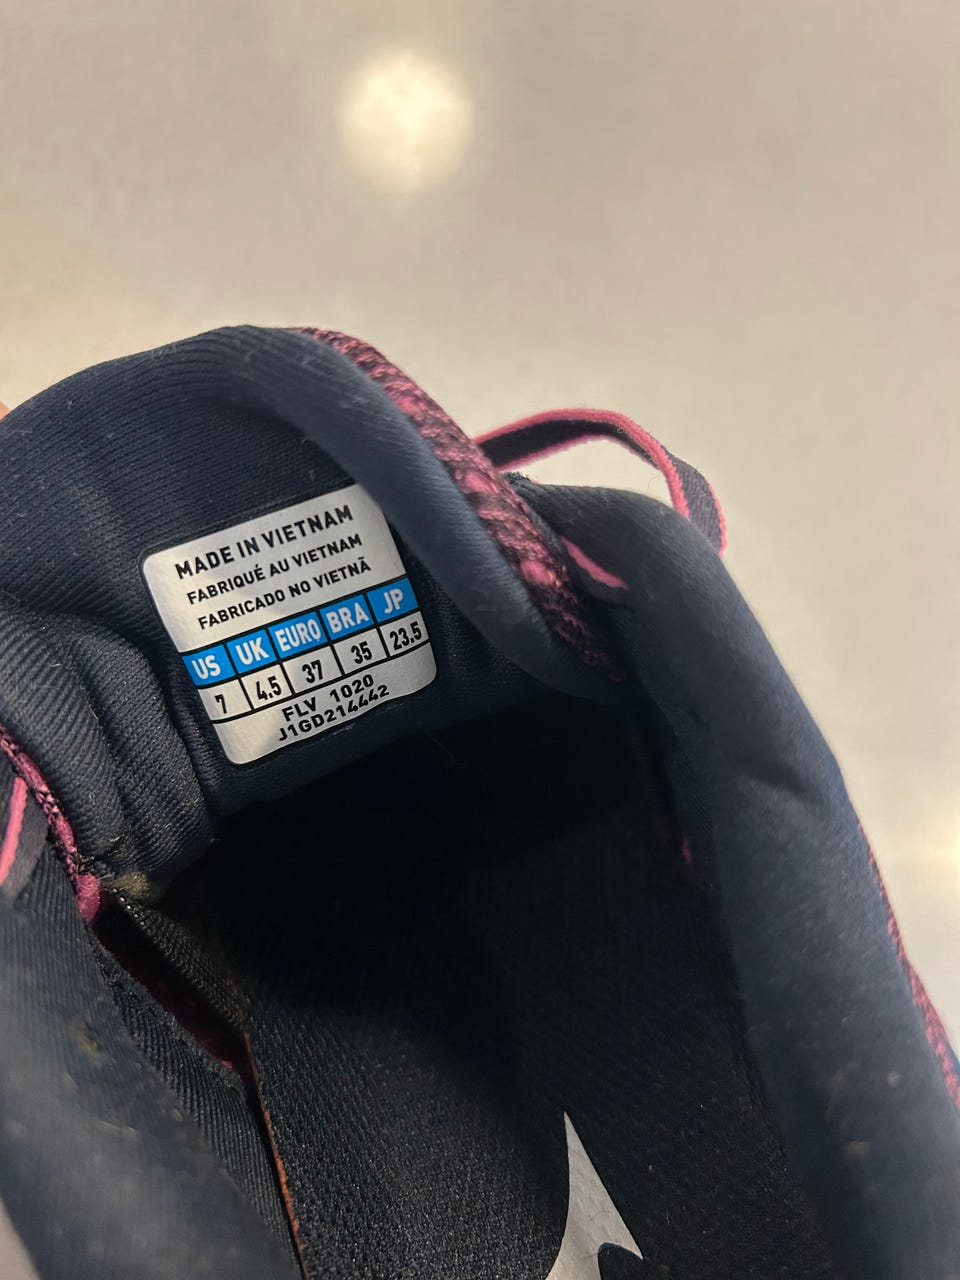 MADE IN VIETNAM
FABRIQUÉ AU VIETNAM
FABRICADO NO VIETNÃ
US UK EURO BRA JP
7 4.5 37 35 23.5
FLV 1020
J1GD214442